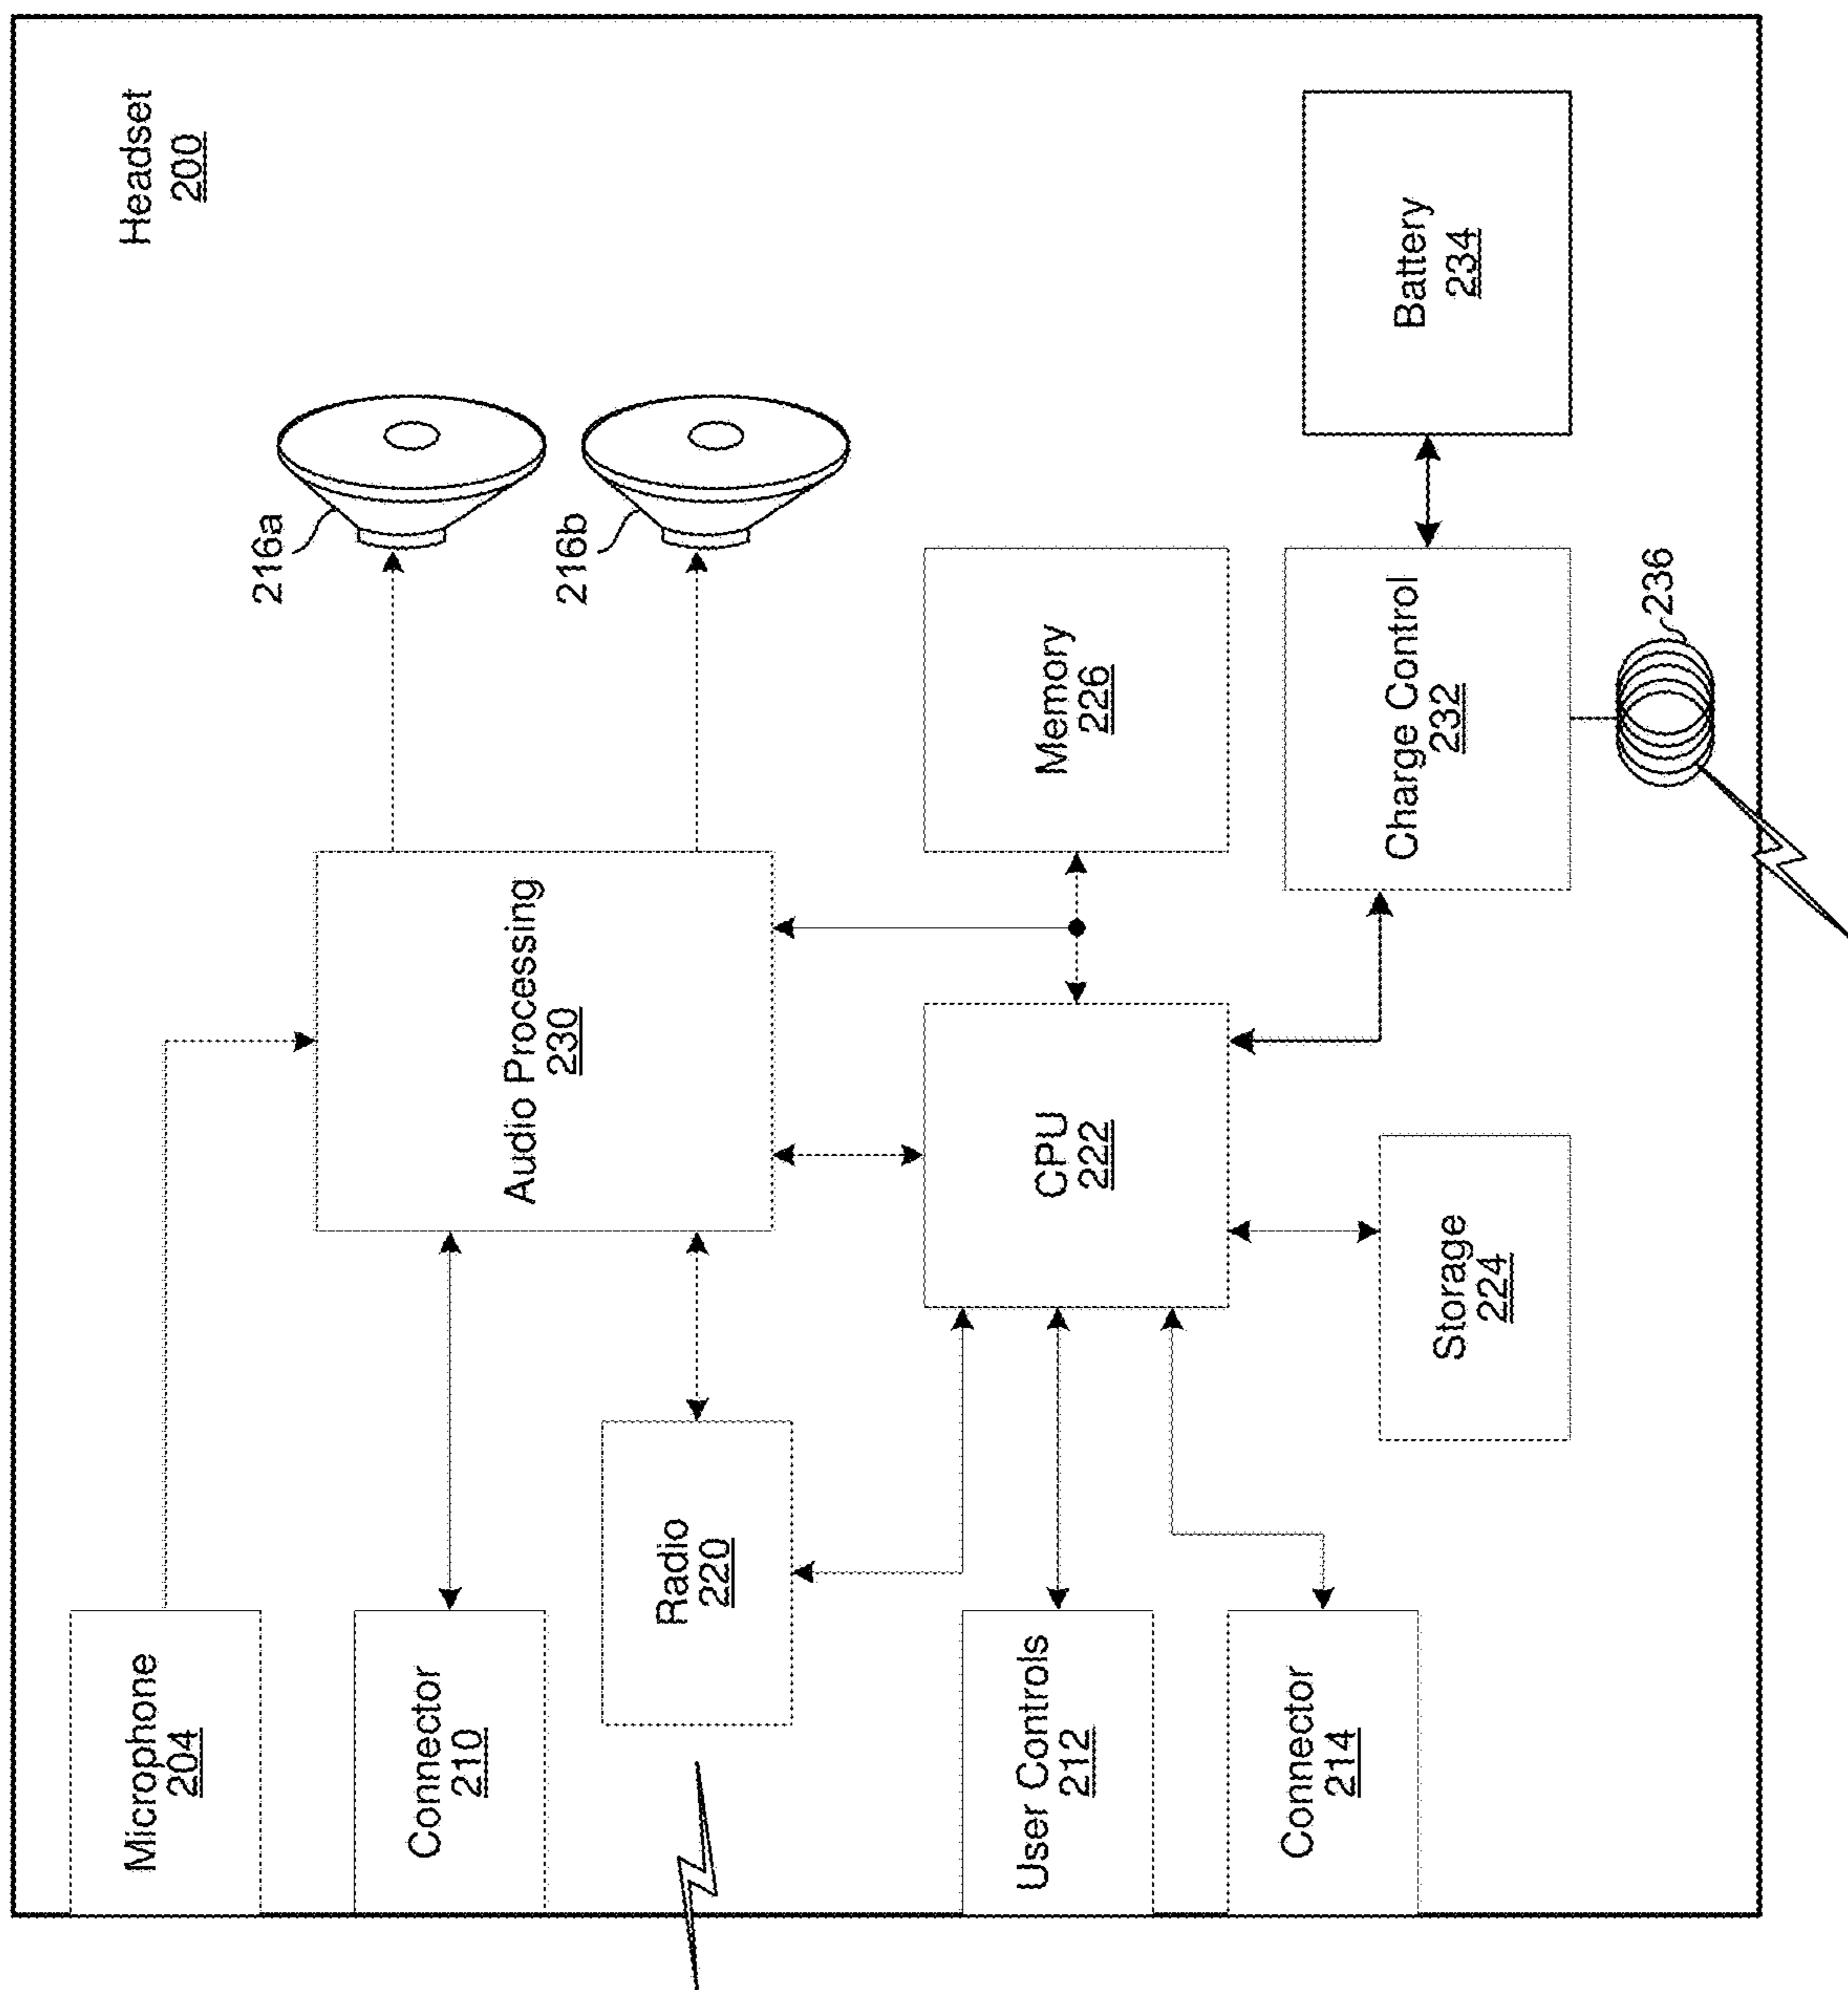 Headset
200
Microphone
204
Connector
210
Radio
220
User Controls
212
Connector
214
Audio Processing
230
CPU
222
Storage
224
216a
216b
Memory
226
Charge Control
232
236
Battery
234